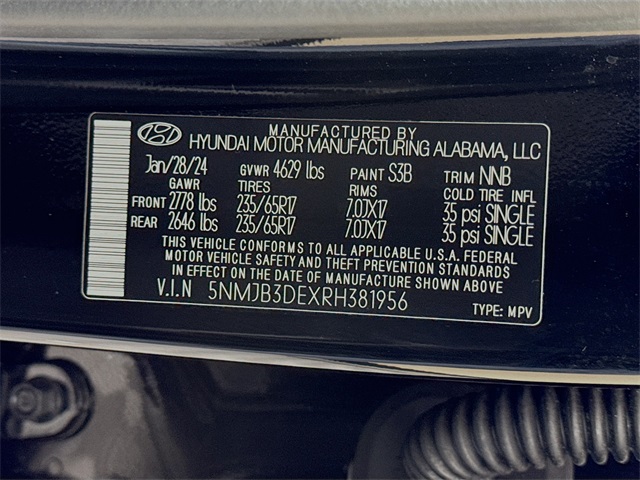 MANUFACTURED BY
HYUNDAI MOTOR MANUFACTURING ALABAMA, LLC
Jan/28/24 GVWR 4629 lbs PAINT S3B TRIM NNB
GAWR TIRES RIMS COLD TIRE INFL
FRONT 2778 lbs 235/65R17 7.0JX17 35 psi SINGLE
REAR 2646 lbs 235/65R17 7.0JX17 35 psi SINGLE
THIS VEHICLE CONFORMS TO ALL APPLICABLE U.S.A. FEDERAL
MOTOR VEHICLE SAFETY AND THEFT PREVENTION STANDARDS
IN EFFECT ON THE DATE OF MANUFACTURE SHOWN ABOVE
V.I.N 5NMJB3DEXRH381956 TYPE: MPV